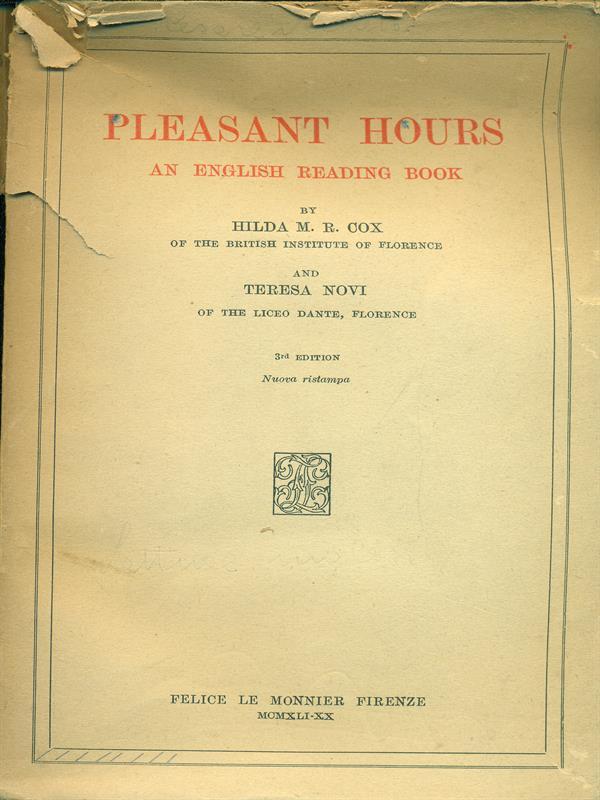 PLEASANT HOURS
AN ENGLISH READING BOOK
BY
HILDA M. R. COX
OF THE BRITISH INSTITUTE OF FLORENCE
AND
TERESA NOVI
OF THE LICEO DANTE, FLORENCE
3rd EDITION
Nuova ristampa
FELICE LE MONNIER FIRENZE
MCMXLI-XX